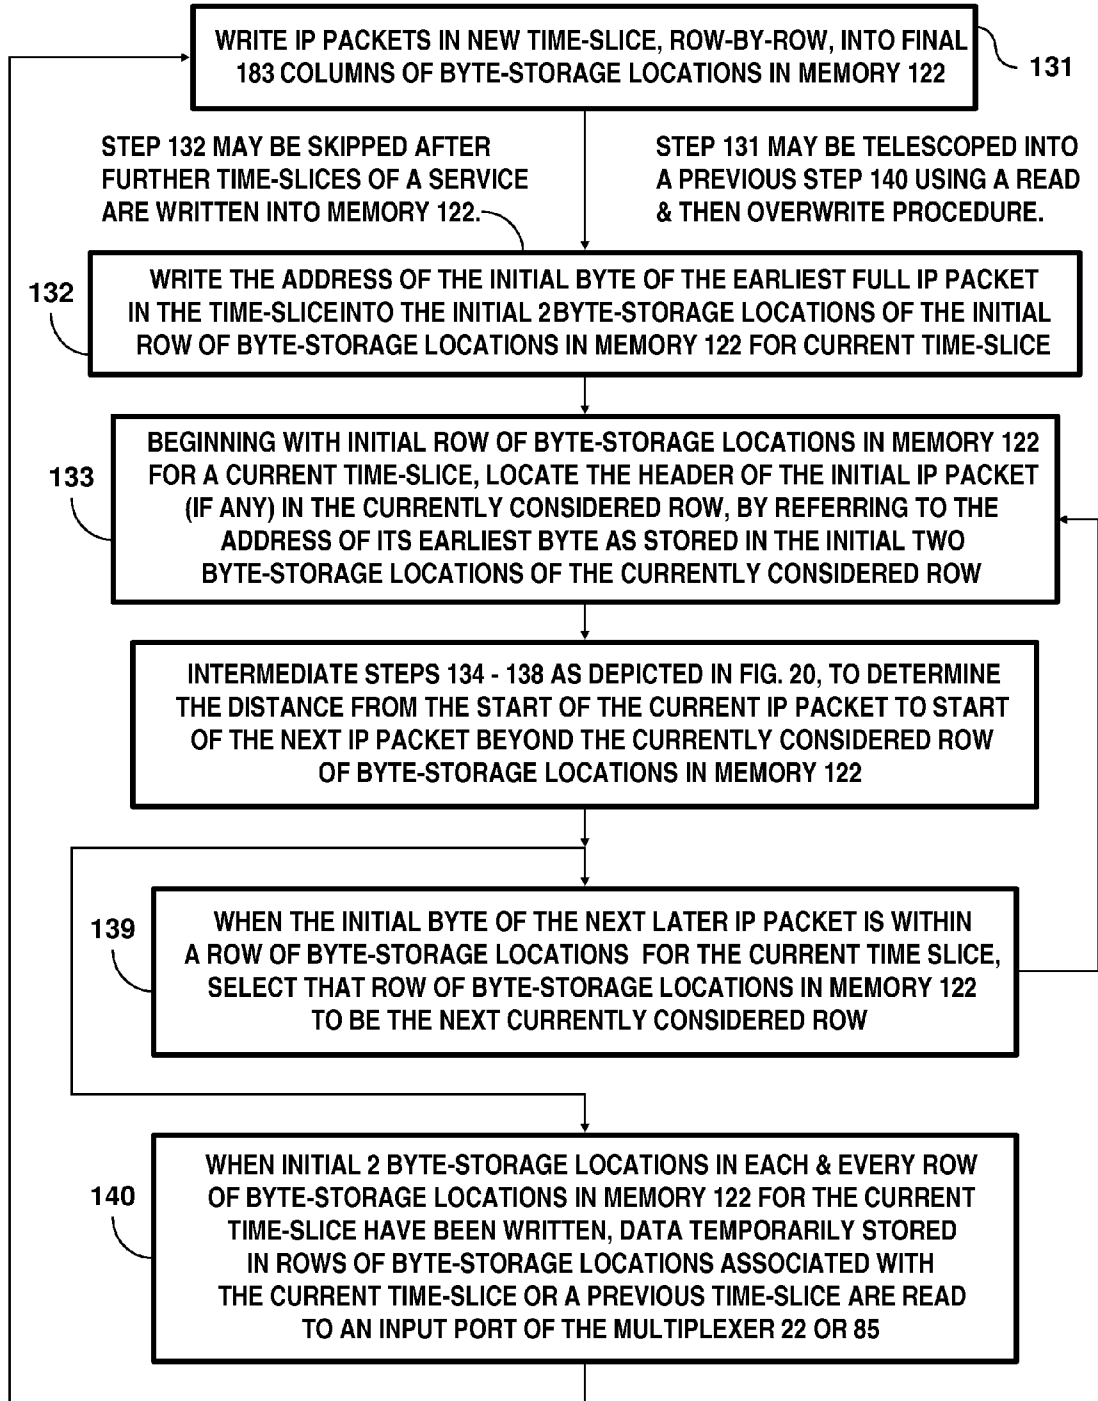 WRITE IP PACKETS IN NEW TIME-SLICE, ROW-BY-ROW, INTO FINAL
183 COLUMNS OF BYTE-STORAGE LOCATIONS IN MEMORY 122
131
STEP 132 MAY BE SKIPPED AFTER
FURTHER TIME-SLICES OF A SERVICE
ARE WRITTEN INTO MEMORY 122.
STEP 131 MAY BE TELESCOPED INTO
A PREVIOUS STEP 140 USING A READ
& THEN OVERWRITE PROCEDURE.
132
WRITE THE ADDRESS OF THE INITIAL BYTE OF THE EARLIEST FULL IP PACKET
IN THE TIME-SLICEINTO THE INITIAL 2BYTE-STORAGE LOCATIONS OF THE INITIAL
ROW OF BYTE-STORAGE LOCATIONS IN MEMORY 122 FOR CURRENT TIME-SLICE
133
BEGINNING WITH INITIAL ROW OF BYTE-STORAGE LOCATIONS IN MEMORY 122
FOR A CURRENT TIME-SLICE, LOCATE THE HEADER OF THE INITIAL IP PACKET
(IF ANY) IN THE CURRENTLY CONSIDERED ROW, BY REFERRING TO THE
ADDRESS OF ITS EARLIEST BYTE AS STORED IN THE INITIAL TWO
BYTE-STORAGE LOCATIONS OF THE CURRENTLY CONSIDERED ROW
INTERMEDIATE STEPS 134 - 138 AS DEPICTED IN FIG. 20, TO DETERMINE
THE DISTANCE FROM THE START OF THE CURRENT IP PACKET TO START
OF THE NEXT IP PACKET BEYOND THE CURRENTLY CONSIDERED ROW
OF BYTE-STORAGE LOCATIONS IN MEMORY 122
139
WHEN THE INITIAL BYTE OF THE NEXT LATER IP PACKET IS WITHIN
A ROW OF BYTE-STORAGE LOCATIONS FOR THE CURRENT TIME SLICE,
SELECT THAT ROW OF BYTE-STORAGE LOCATIONS IN MEMORY 122
TO BE THE NEXT CURRENTLY CONSIDERED ROW
140
WHEN INITIAL 2 BYTE-STORAGE LOCATIONS IN EACH & EVERY ROW
OF BYTE-STORAGE LOCATIONS IN MEMORY 122 FOR THE CURRENT
TIME-SLICE HAVE BEEN WRITTEN, DATA TEMPORARILY STORED
IN ROWS OF BYTE-STORAGE LOCATIONS ASSOCIATED WITH
THE CURRENT TIME-SLICE OR A PREVIOUS TIME-SLICE ARE READ
TO AN INPUT PORT OF THE MULTIPLEXER 22 OR 85